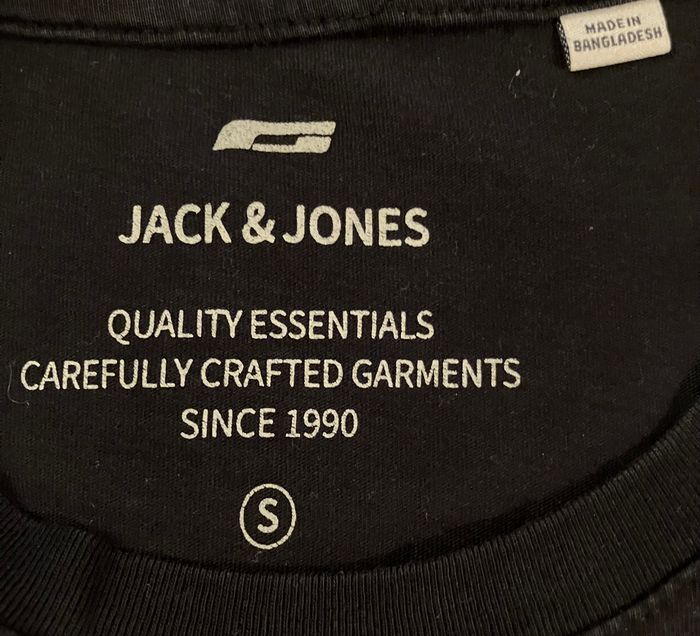 MADE IN
BANGLADESH
JACK & JONES
QUALITY ESSENTIALS
CAREFULLY CRAFTED GARMENTS
SINCE 1990
S